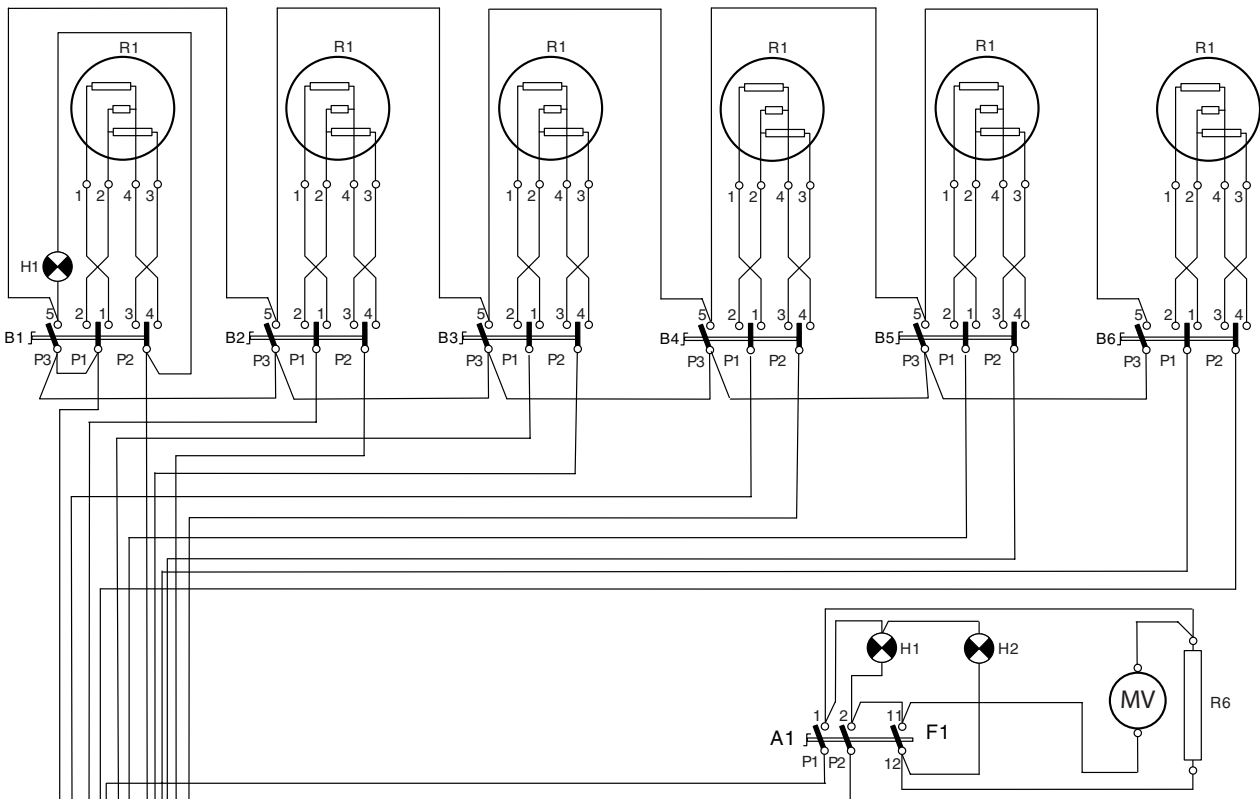 R1 R1 R1 R1 R1 R1
1 2 4 3 1 2 4 3 1 2 4 3 1 2 4 3 1 2 4 3 1 2 4 3
H1
5 2 1 3 4 5 2 1 3 4 5 2 1 3 4 5 2 1 3 4 5 2 1 3 4 5 2 1 3 4
B1 B2 B3 B4 B5 B6
P3 P1 P2 P3 P1 P2 P3 P1 P2 P3 P1 P2 P3 P1 P2 P3 P1 P2
H1 H2
MV R6
1 2 11
A1 F1
P1 P2 12